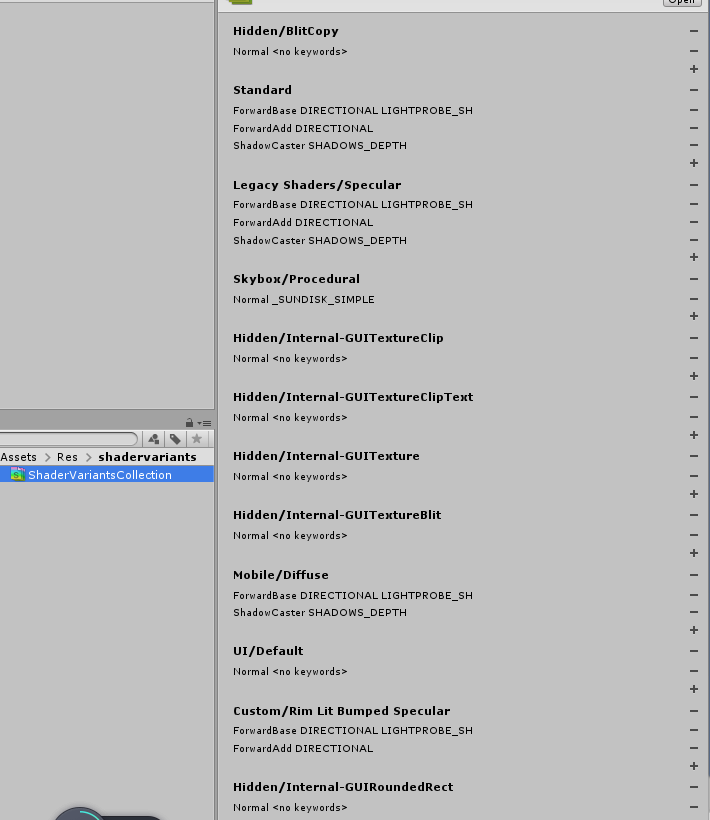 Open
Hidden/BlitCopy
Normal <no keywords>
Standard
ForwardBase DIRECTIONAL LIGHTPROBE_SH
ForwardAdd DIRECTIONAL
ShadowCaster SHADOWS_DEPTH
Legacy Shaders/Specular
ForwardBase DIRECTIONAL LIGHTPROBE_SH
ForwardAdd DIRECTIONAL
ShadowCaster SHADOWS_DEPTH
Skybox/Procedural
Normal _SUNDISK_SIMPLE
Hidden/Internal-GUITextureClip
Normal <no keywords>
Hidden/Internal-GUITextureClipText
Normal <no keywords>
Hidden/Internal-GUITexture
Normal <no keywords>
Hidden/Internal-GUITextureBlit
Normal <no keywords>
Mobile/Diffuse
ForwardBase DIRECTIONAL LIGHTPROBE_SH
ShadowCaster SHADOWS_DEPTH
UI/Default
Normal <no keywords>
Custom/Rim Lit Bumped Specular
ForwardBase DIRECTIONAL LIGHTPROBE_SH
ForwardAdd DIRECTIONAL
Hidden/Internal-GUIRoundedRect
Normal <no keywords>
Assets > Res > shadervariants
ShaderVariantsCollection